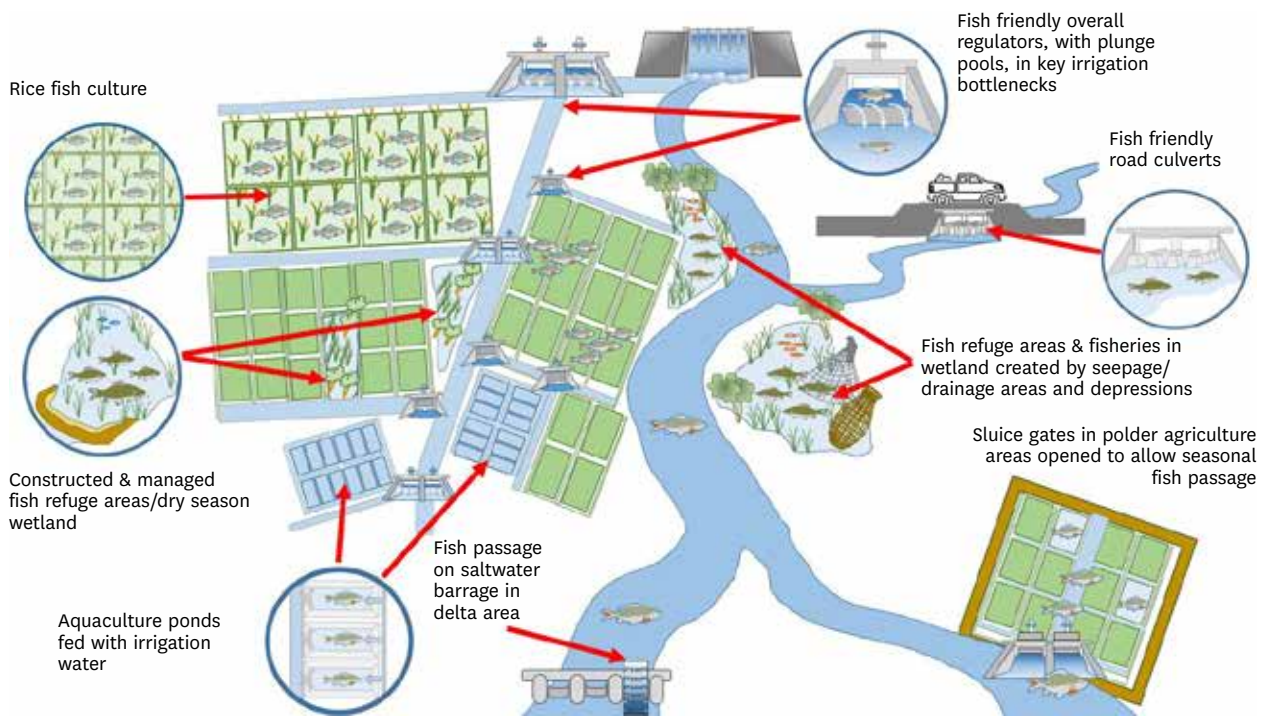 Fish friendly overall
regulators, with plunge
pools, in key irrigation
bottlenecks
Rice fish culture
Fish friendly
road culverts
Fish refuge areas & fisheries in
wetland created by seepage/
drainage areas and depressions
Sluice gates in polder agriculture
areas opened to allow seasonal
fish passage
Constructed & managed
fish refuge areas/dry season
wetland
Fish passage
on saltwater
barrage in
delta area
Aquaculture ponds
fed with irrigation
water